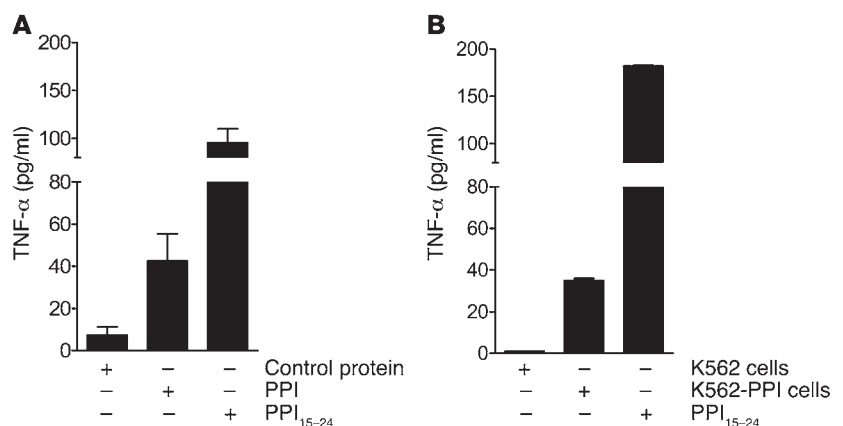 A
B
TNF-α (pg/ml)
200
150
100
80
60
40
20
0
+ – – Control protein
– + – PPI
– – + PPI15–24
TNF-α (pg/ml)
200
150
100
80
60
40
20
0
+ – – K562 cells
– + – K562-PPI cells
– – + PPI15–24